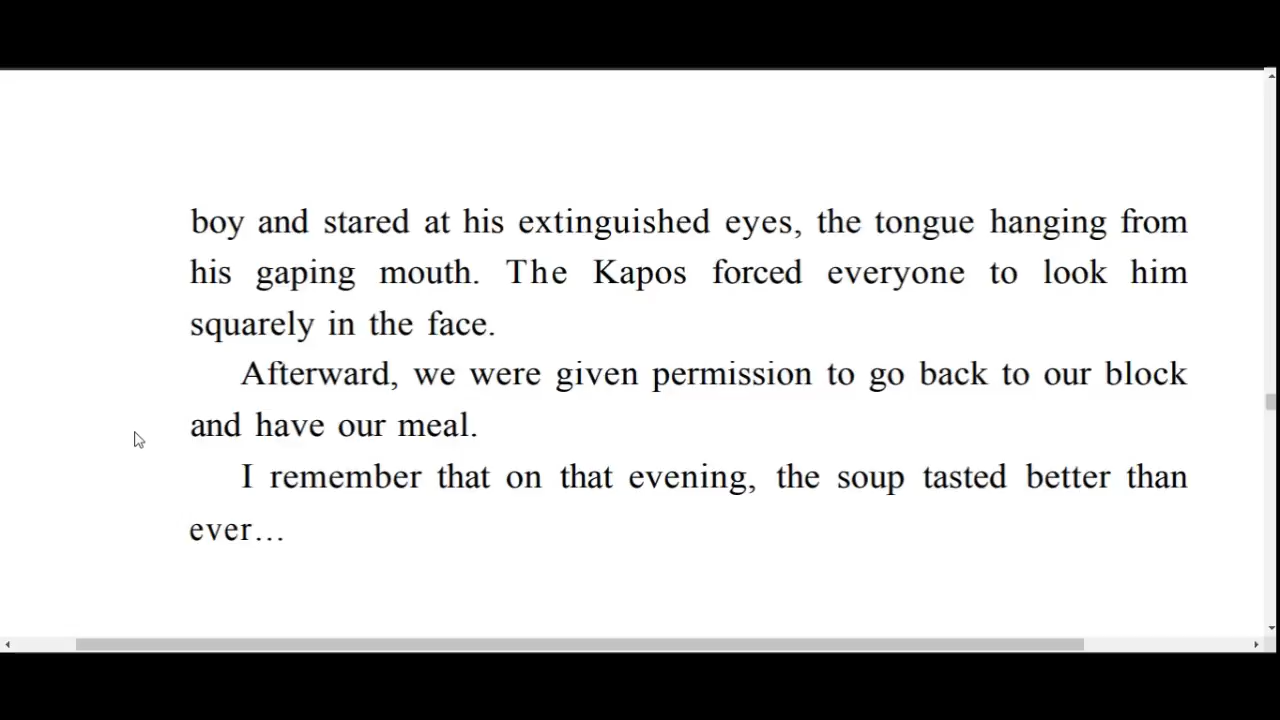 boy and stared at his extinguished eyes, the tongue hanging from
his gaping mouth. The Kapos forced everyone to look him
squarely in the face.
Afterward, we were given permission to go back to our block
and have our meal.
I remember that on that evening, the soup tasted better than
ever…